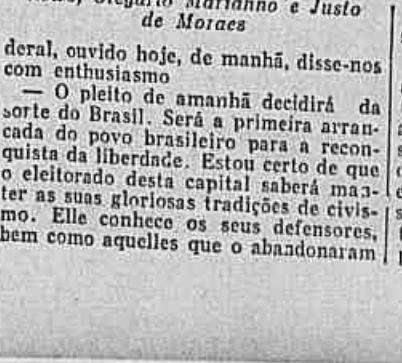 Olegario Marianno e Justo
de Moraes
deral, ouvido hoje, de manhã, disse-nos
com enthusiasmo
— O pleito de amanhã decidirá da
sorte do Brasil. Será a primeira arran-
cada do povo brasileiro para a recon-
quista da liberdade. Estou certo de que
o eleitorado desta capital saberá man-
ter as suas gloriosas tradições de civis-
mo. Elle conhece os seus defensores,
bem como aquelles que o abandonaram